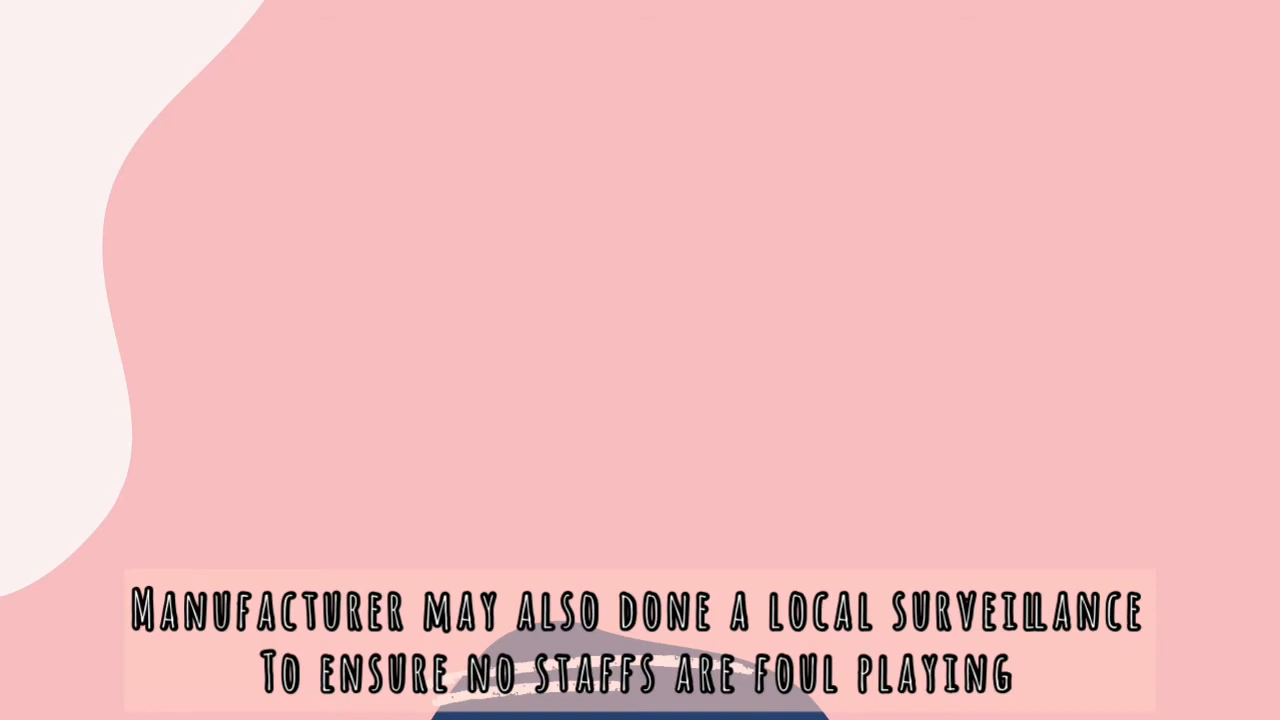 Manufacturer may also done a local surveillance
To ensure no staffs are foul playing